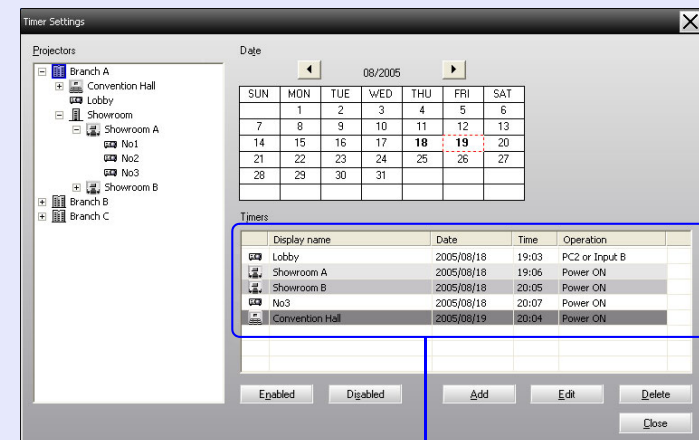 Timer Settings
Projectors
Branch A
Convention Hall
Lobby
Showroom
Showroom A
No1
No2
No3
Showroom B
Branch B
Branch C
Date
08/2005
SUN MON TUE WED THU FRI SAT
1 2 3 4 5 6
7 8 9 10 11 12 13
14 15 16 17 18 19 20
21 22 23 24 25 26 27
28 29 30 31
Timers
Display name Date Time Operation
Lobby 2005/08/18 19:03 PC2 or Input B
Showroom A 2005/08/18 19:06 Power ON
Showroom B 2005/08/18 20:05 Power ON
No3 2005/08/18 20:07 Power ON
Convention Hall 2005/08/19 20:04 Power ON
Enabled Disabled Add Edit Delete
Close